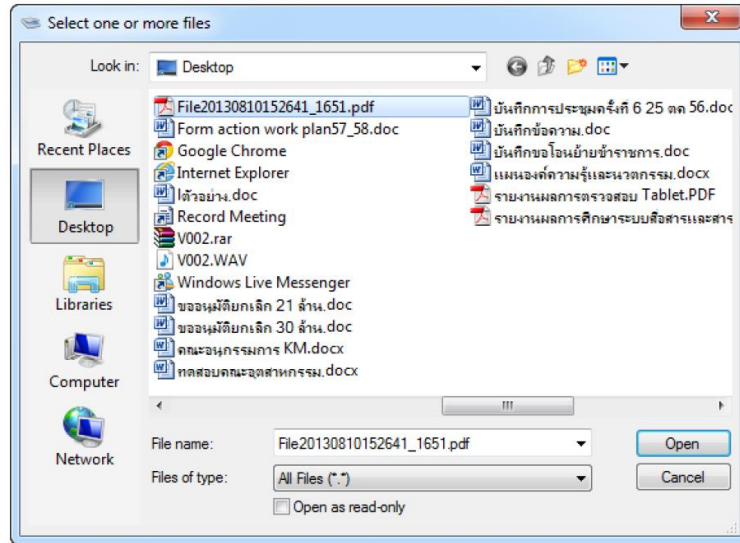 Select one or more files
Look in:
Desktop
Recent Places
Desktop
Libraries
Computer
Network
File20130810152641_1651.pdf
Form action work plan57_58.doc
Google Chrome
Internet Explorer
Record Meeting
V002.rar
V002.WAV
Windows Live Messenger
ขออนุมัติยกเลิก 21 ล้าน.doc
ขออนุมัติยกเลิก 30 ล้าน.doc
คณะอนุกรรมการ KM.docx
ทดสอบคณะอุตสาหกรรม.docx
บันทึกการประชุมครั้งที่ 6 25 ตค 56.doc
บันทึกข้อความ.doc
บันทึกขอโอนย้ายข้าราชการ.doc
แผนองค์ความรู้และนวตกรรม.docx
รายงานผลการตรวจสอบ Tablet.PDF
รายงานผลการศึกษาระบบสื่อสารและสาร
File name:
File20130810152641_1651.pdf
Open
Files of type:
All Files (*.*)
Cancel
Open as read-only